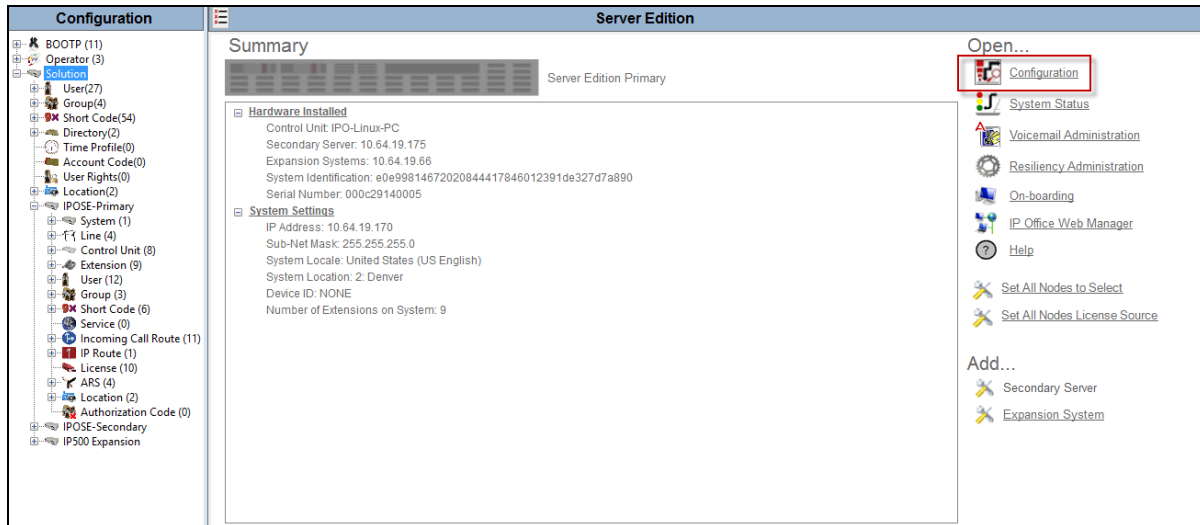 Configuration
BOOTP (11)
Operator (3)
Solution
User(27)
Group(4)
Short Code(54)
Directory(2)
Time Profile(0)
Account Code(0)
User Rights(0)
Location(2)
IPOSE-Primary
System (1)
Line (4)
Control Unit (8)
Extension (9)
User (12)
Group (3)
Short Code (6)
Service (0)
Incoming Call Route (11)
IP Route (1)
License (10)
ARS (4)
Location (2)
Authorization Code (0)
IPOSE-Secondary
IP500 Expansion
Server Edition
Summary
Server Edition Primary
Hardware Installed
Control Unit: IPO-Linux-PC
Secondary Server: 10.64.19.175
Expansion Systems: 10.64.19.66
System Identification: e0e99814672020844417846012391de327d7a890
Serial Number: 000c29140005
System Settings
IP Address: 10.64.19.170
Sub-Net Mask: 255.255.255.0
System Locale: United States (US English)
System Location: 2: Denver
Device ID: NONE
Number of Extensions on System: 9
Open...
Configuration
System Status
Voicemail Administration
Resiliency Administration
On-boarding
IP Office Web Manager
Help
Set All Nodes to Select
Set All Nodes License Source
Add...
Secondary Server
Expansion System